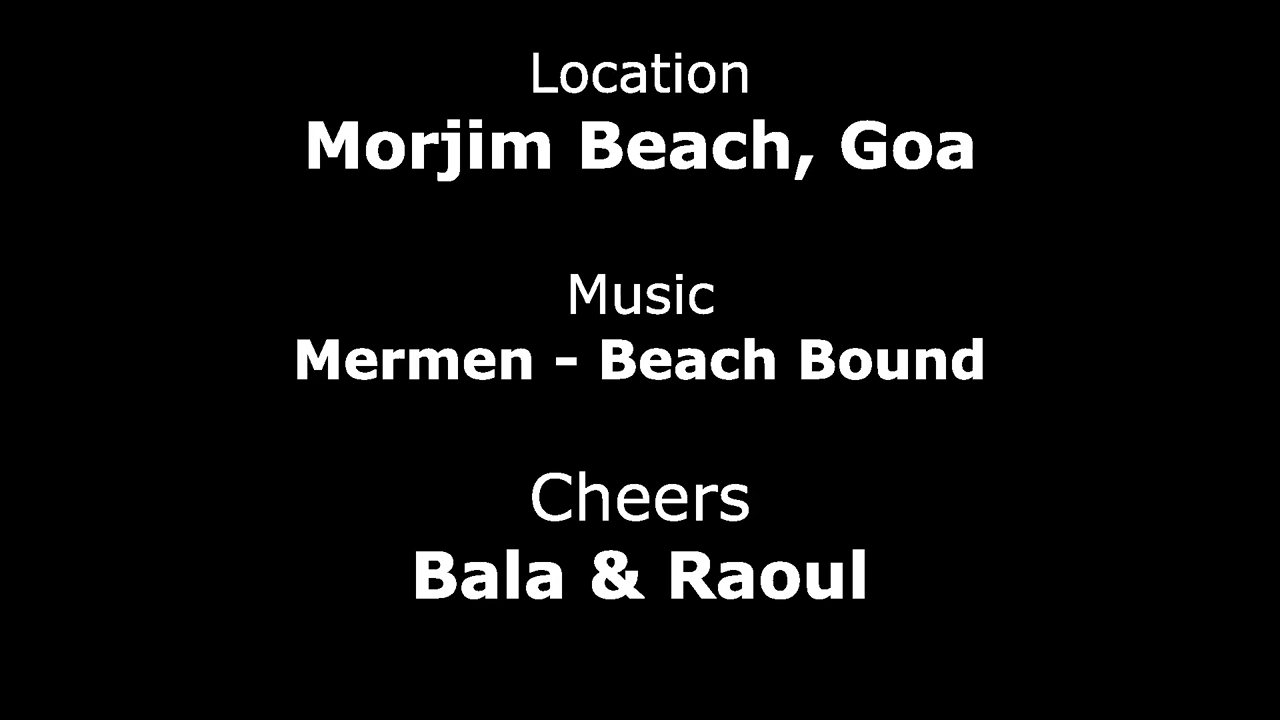 Location
Morjim Beach, Goa
Music
Mermen - Beach Bound
Cheers
Bala & Raoul